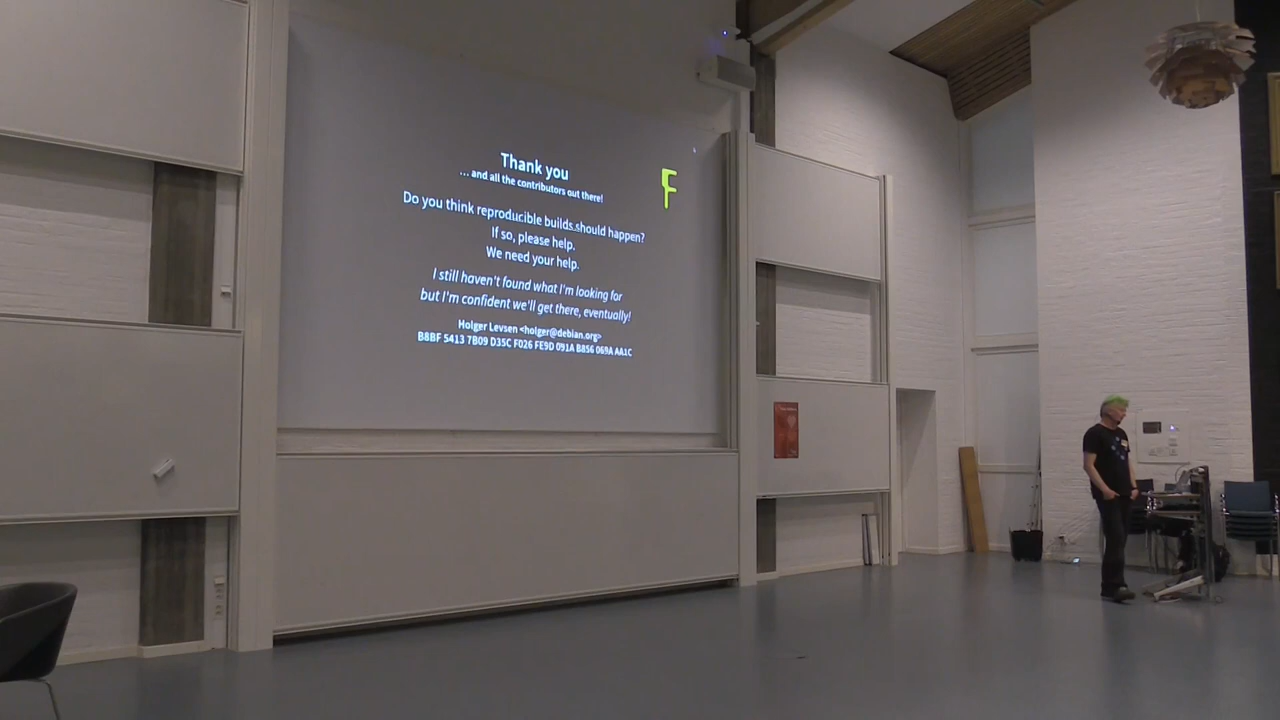 Thank you
... and all the contributors out there!
Do you think reproducible builds should happen?
If so, please help.
We need your help.
I still haven't found what I'm looking for
but I'm confident we'll get there, eventually!
Holger Levsen <holger@debian.org>
B8BF 5413 7B09 D35C F026 FE9D 091A B856 069A AA1C